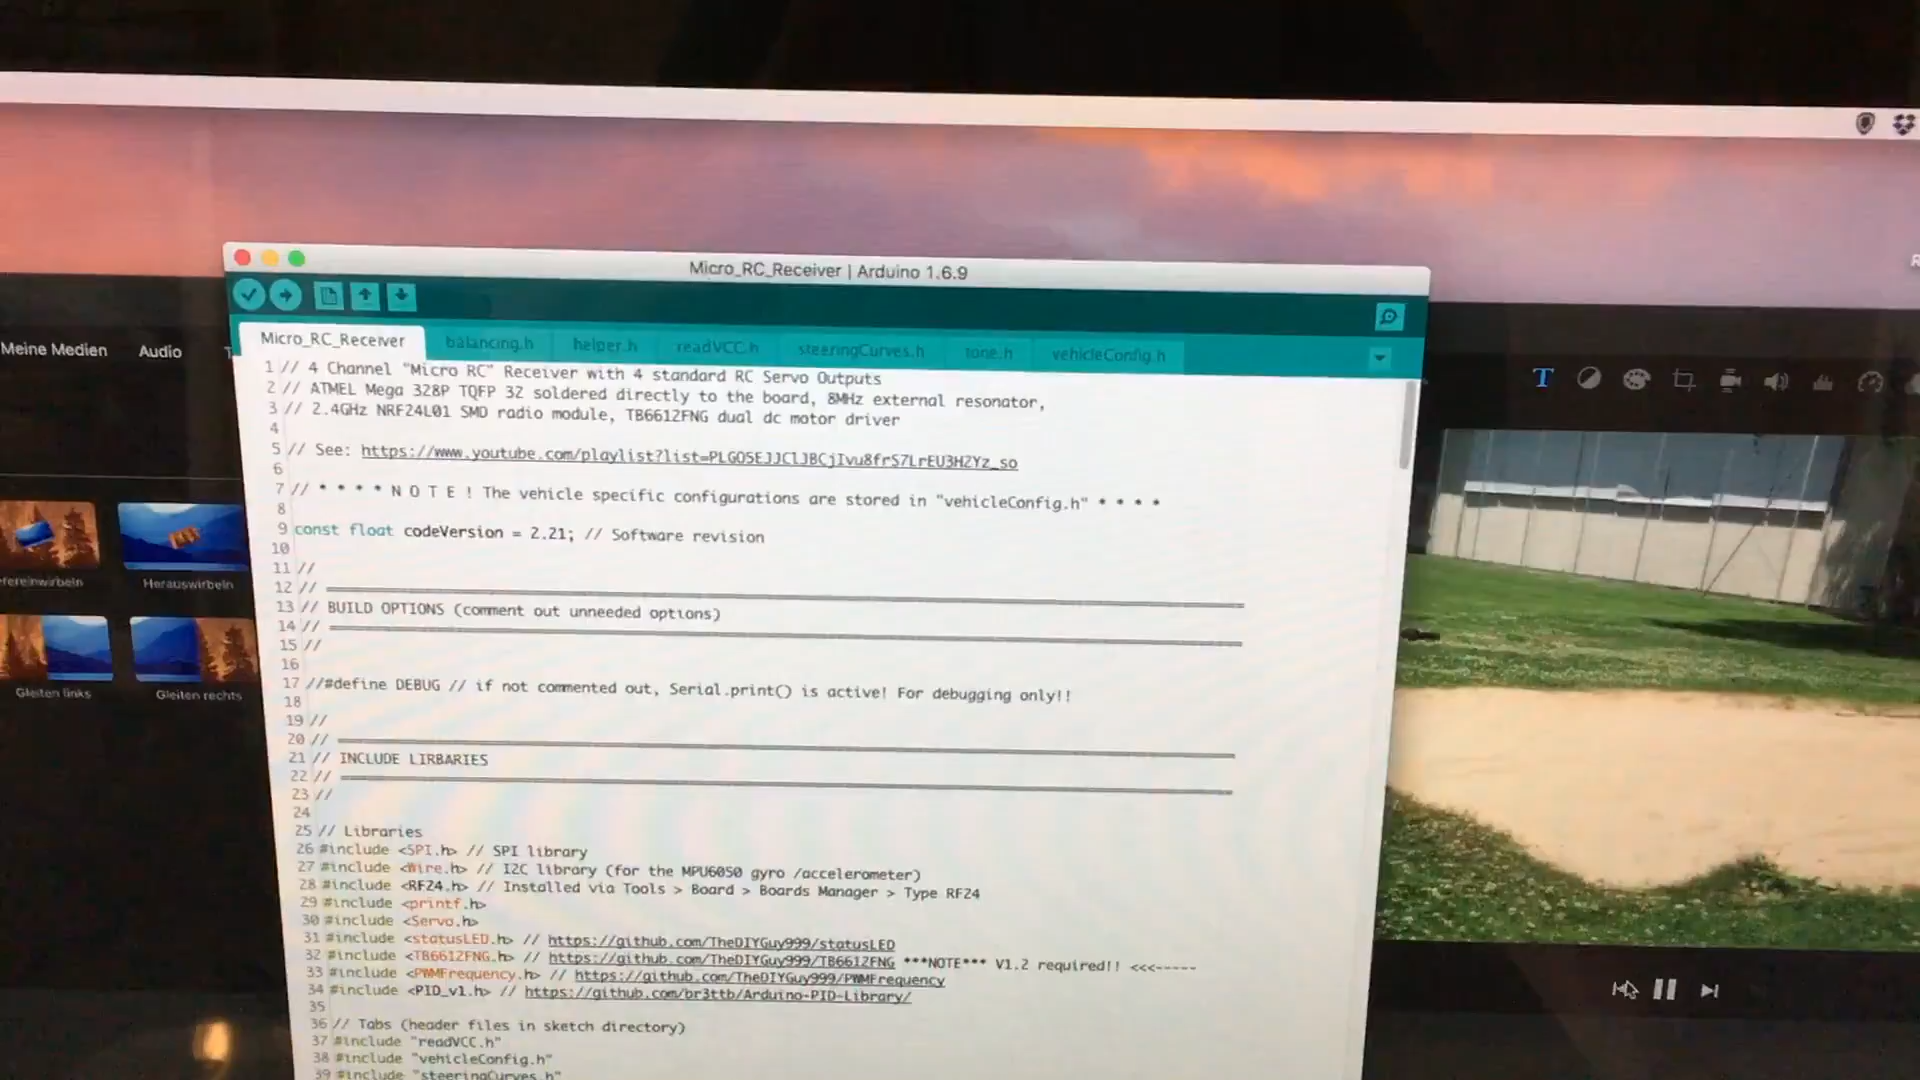 Micro_RC_Receiver | Arduino 1.6.9
Meine Medien
Audio
T
Micro_RC_Receiver
balancing.h
helper.h
readVCC.h
steeringCurves.h
tone.h
vehicleConfig.h
1 // 4 Channel "Micro RC" Receiver with 4 standard RC Servo Outputs
2 // ATMEL Mega 328P TQFP 32 soldered directly to the board, 8MHz external resonator,
3 // 2.4GHz NRF24L01 SMD radio module, TB6612FNG dual dc motor driver
4
5 // See: https://www.youtube.com/playlist?list=PLGO5EJJClJBCjIvu8frS7LrEU3H2Yz_so
6
7 // * * * * N O T E ! The vehicle specific configurations are stored in "vehicleConfig.h" * * * *
8
9 const float codeVersion = 2.21; // Software revision
10
11 //
12 //
13 // BUILD OPTIONS (comment out unneeded options)
14 //
15 //
16
17 //#define DEBUG // if not commented out, Serial.print() is active! For debugging only!!
18
19 //
20 //
21 // INCLUDE LIRBARIES
22 //
23 //
24
25 // Libraries
26 #include <SPI.h> // SPI library
27 #include <Wire.h> // I2C library (for the MPU6050 gyro /accelerometer)
28 #include <RF24.h> // Installed via Tools > Board > Boards Manager > Type RF24
29 #include <printf.h>
30 #include <Servo.h>
31 #include <statusLED.h> // https://github.com/TheDIYGuy999/statusLED
32 #include <TB6612FNG.h> // https://github.com/TheDIYGuy999/TB6612FNG ***NOTE*** V1.2 required!! <<<-----
33 #include <PWMFrequency.h> // https://github.com/TheDIYGuy999/PWMFrequency
34 #include <PID_v1.h> // https://github.com/br3ttb/Arduino-PID-Library/
35
36 // Tabs (header files in sketch directory)
37 #include "readVCC.h"
38 #include "vehicleConfig.h"
39 #include "steeringCurves.h"
Herauswirbeln
Gleiten links
Gleiten rechts
T